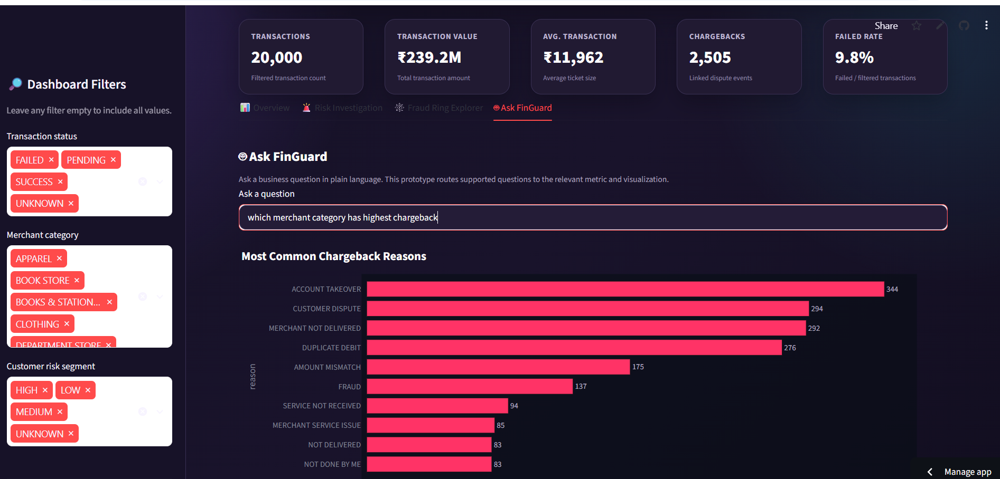 Share
TRANSACTIONS
20,000
Filtered transaction count
TRANSACTION VALUE
₹239.2M
Total transaction amount
AVG. TRANSACTION
₹11,962
Average ticket size
CHARGEBACKS
2,505
Linked dispute events
FAILED RATE
9.8%
Failed / filtered transactions
Dashboard Filters
Leave any filter empty to include all values.
Transaction status
FAILED × PENDING ×
SUCCESS ×
UNKNOWN ×
Merchant category
APPAREL ×
BOOK STORE ×
BOOKS & STATION... ×
CLOTHING ×
DEPARTMENT STORE ×
Customer risk segment
HIGH × LOW ×
MEDIUM ×
UNKNOWN ×
Overview Risk Investigation Fraud Ring Explorer Ask FinGuard
Ask FinGuard
Ask a business question in plain language. This prototype routes supported questions to the relevant metric and visualization.
Ask a question
which merchant category has highest chargeback
Most Common Chargeback Reasons
reason
ACCOUNT TAKEOVER 344
CUSTOMER DISPUTE 294
MERCHANT NOT DELIVERED 292
DUPLICATE DEBIT 276
AMOUNT MISMATCH 175
FRAUD 137
SERVICE NOT RECEIVED 94
MERCHANT SERVICE ISSUE 85
NOT DELIVERED 83
NOT DONE BY ME 83
Manage app